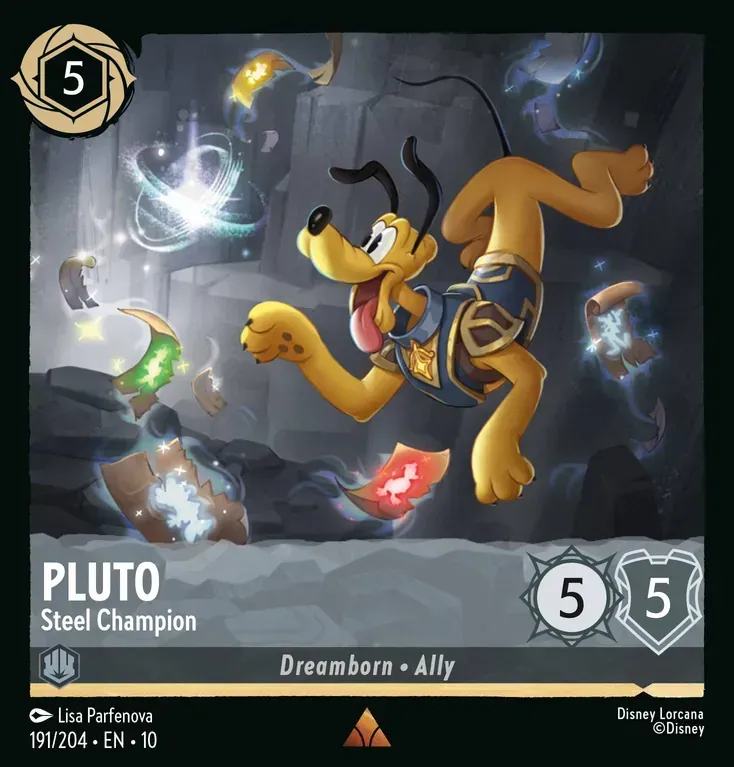 5
PLUTO
Steel Champion
5
5
Dreamborn • Ally
Lisa Parfenova
191/204 • EN • 10
Disney Lorcana
©Disney